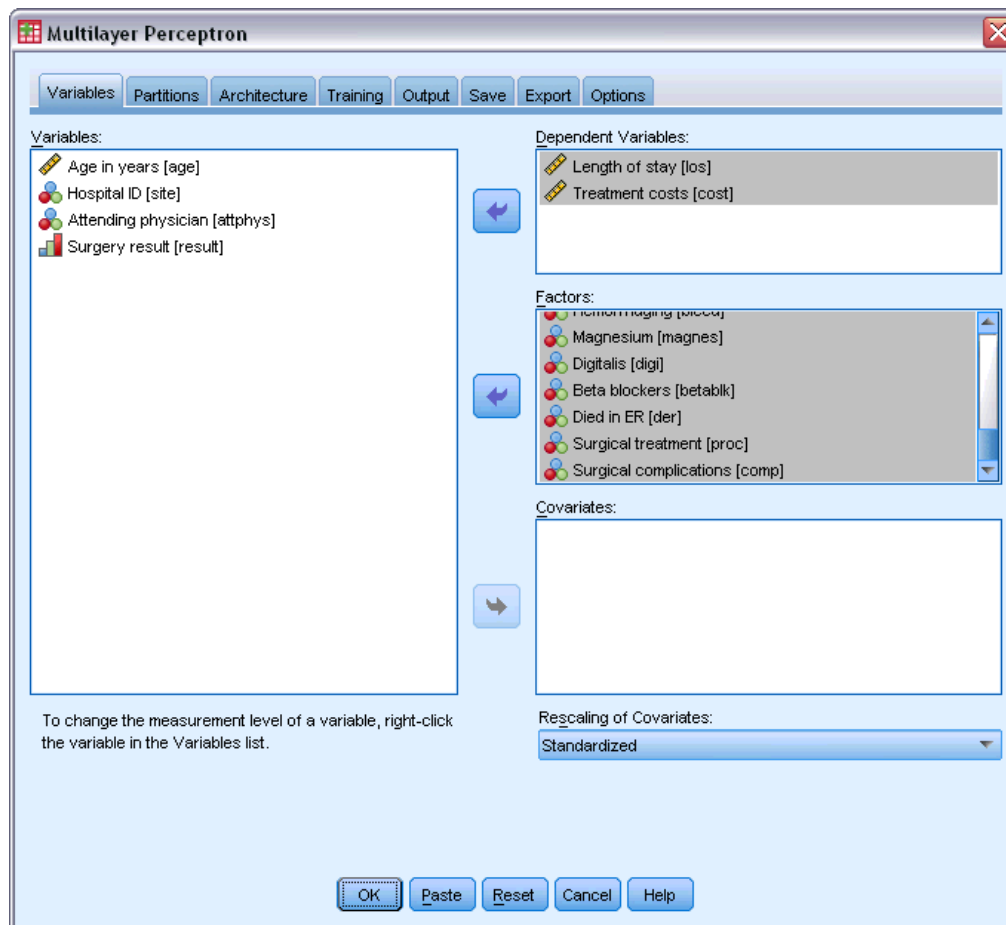 Multilayer Perceptron
Variables Partitions Architecture Training Output Save Export Options
Variables:
Age in years [age]
Hospital ID [site]
Attending physician [attphys]
Surgery result [result]
To change the measurement level of a variable, right-click
the variable in the Variables list.
Dependent Variables:
Length of stay [los]
Treatment costs [cost]
Factors:
Magnesium [magnes]
Digitalis [digi]
Beta blockers [betablk]
Died in ER [der]
Surgical treatment [proc]
Surgical complications [comp]
Covariates:
Rescaling of Covariates:
Standardized
OK Paste Reset Cancel Help